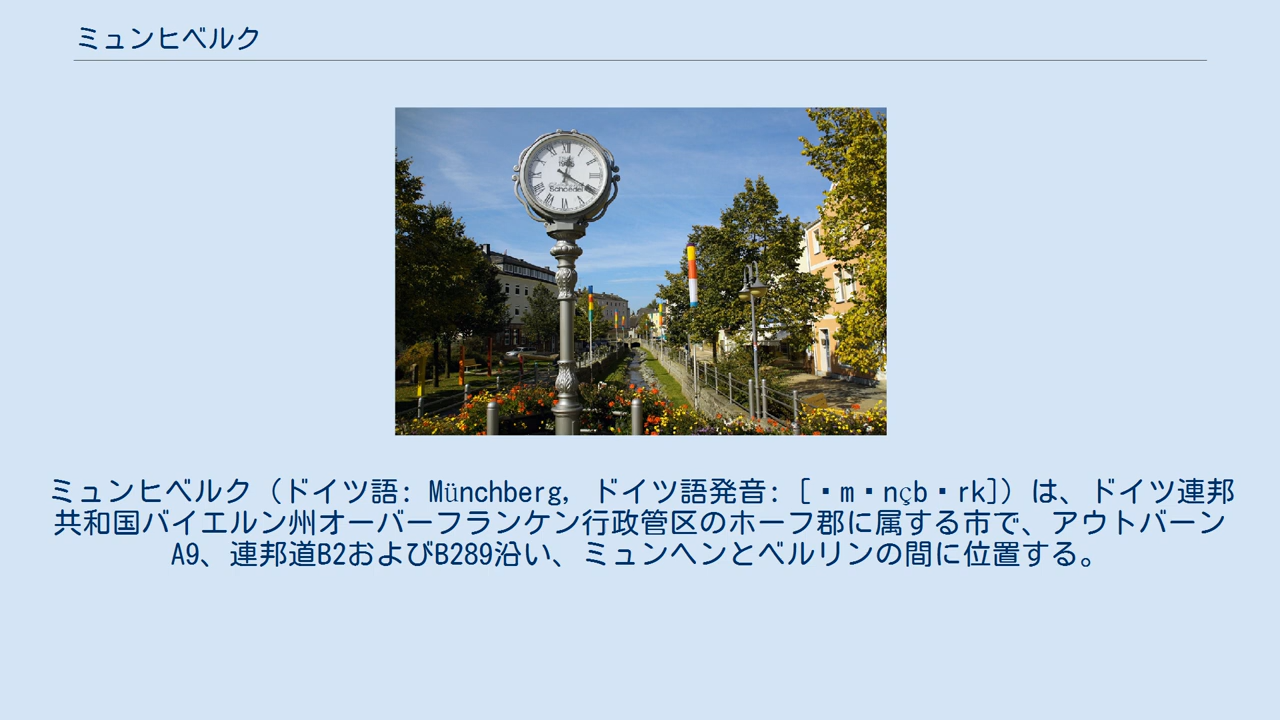 ミュンヒベルク
Schoedel
ミュンヒベルク（ドイツ語: Münchberg, ドイツ語発音: [・m・nçb・rk]）は、ドイツ連邦
共和国バイエルン州オーバーフランケン行政管区のホーフ郡に属する市で、アウトバーン
A9、連邦道B2およびB289沿い、ミュンヘンとベルリンの間に位置する。